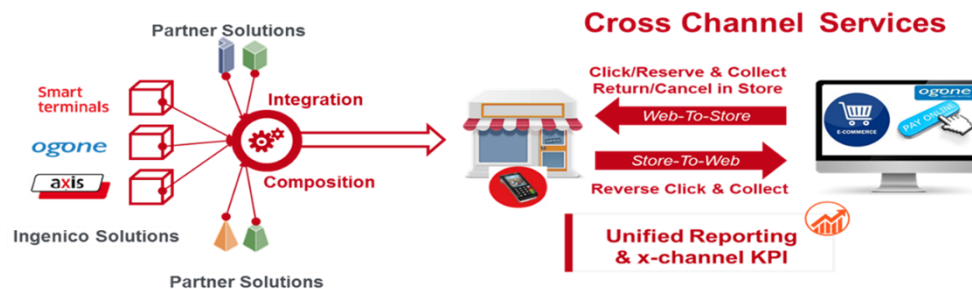 Cross Channel Services
Partner Solutions
Smart
terminals
ogone
axis
Ingenico Solutions
Integration
Composition
Partner Solutions
Click/Reserve & Collect
Return/Cancel in Store
Web-To-Store
Store-To-Web
Reverse Click & Collect
ogone
E-COMMERCE
PAY ONLINE
Unified Reporting
& x-channel KPI